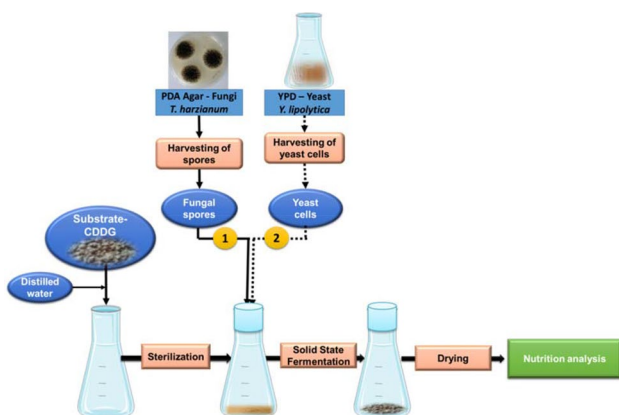 PDA Agar - Fungi
T. harzianum
YPD – Yeast
Y. lipolytica
Harvesting of
spores
Harvesting of
yeast cells
Fungal
spores
Yeast
cells
1
2
Substrate-
CDDG
Distilled
water
Sterilization
Solid State
Fermentation
Drying
Nutrition analysis